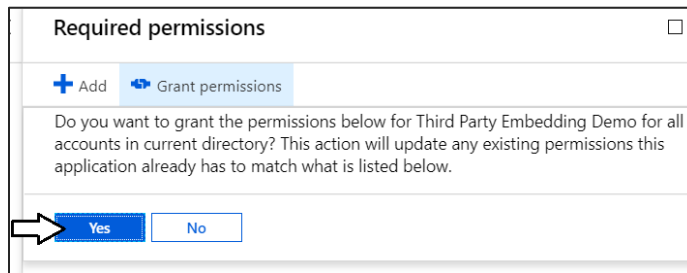 Required permissions
Add Grant permissions
Do you want to grant the permissions below for Third Party Embedding Demo for all
accounts in current directory? This action will update any existing permissions this
application already has to match what is listed below.
Yes No